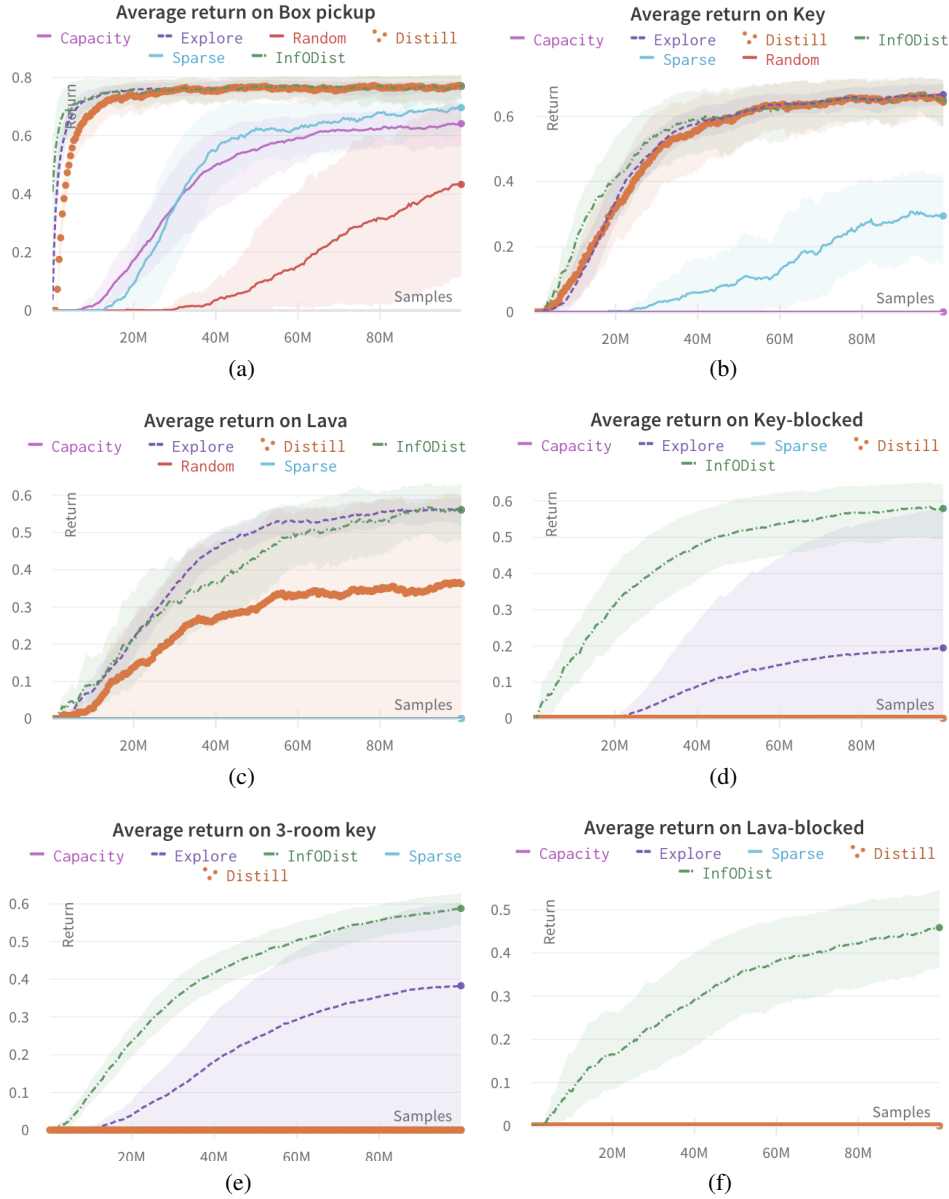 Average return on Box pickup
Capacity Explore Random Distill
Sparse InfODist
Return
0.8
0.6
0.4
0.2
0
Samples
20M 40M 60M 80M
(a)
Average return on Key
Capacity Explore Distill InfODist
Sparse Random
Return
0.6
0.4
0.2
0
Samples
20M 40M 60M 80M
(b)
Average return on Lava
Capacity Explore Distill InfODist
Random Sparse
Return
0.6
0.5
0.4
0.3
0.2
0.1
0
Samples
20M 40M 60M 80M
(c)
Average return on Key-blocked
Capacity Explore Sparse Distill
InfODist
Return
0.6
0.5
0.4
0.3
0.2
0.1
0
Samples
20M 40M 60M 80M
(d)
Average return on 3-room key
Capacity Explore InfODist Sparse
Distill
Return
0.6
0.5
0.4
0.3
0.2
0.1
0
Samples
20M 40M 60M 80M
(e)
Average return on Lava-blocked
Capacity Explore Sparse Distill
InfODist
Return
0.5
0.4
0.3
0.2
0.1
0
Samples
20M 40M 60M 80M
(f)